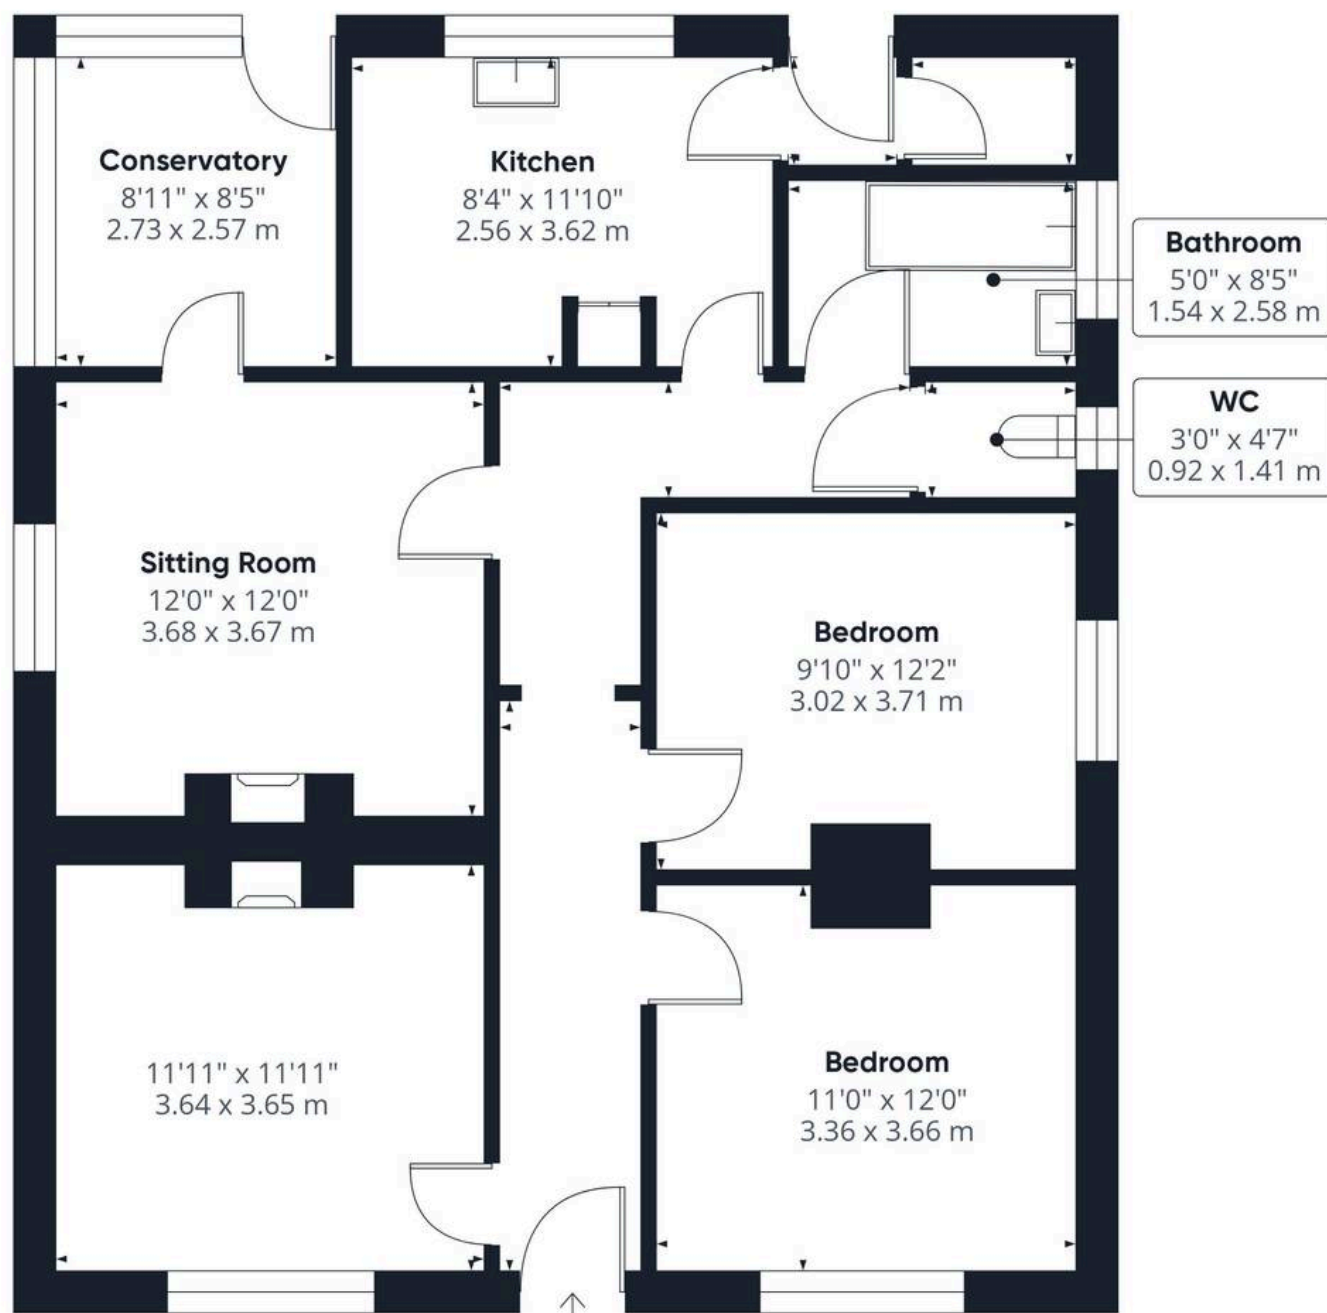 Conservatory
8'11" x 8'5"
2.73 x 2.57 m
Kitchen
8'4" x 11'10"
2.56 x 3.62 m
Bathroom
5'0" x 8'5"
1.54 x 2.58 m
WC
3'0" x 4'7"
0.92 x 1.41 m
Sitting Room
12'0" x 12'0"
3.68 x 3.67 m
Bedroom
9'10" x 12'2"
3.02 x 3.71 m
11'11" x 11'11"
3.64 x 3.65 m
Bedroom
11'0" x 12'0"
3.36 x 3.66 m